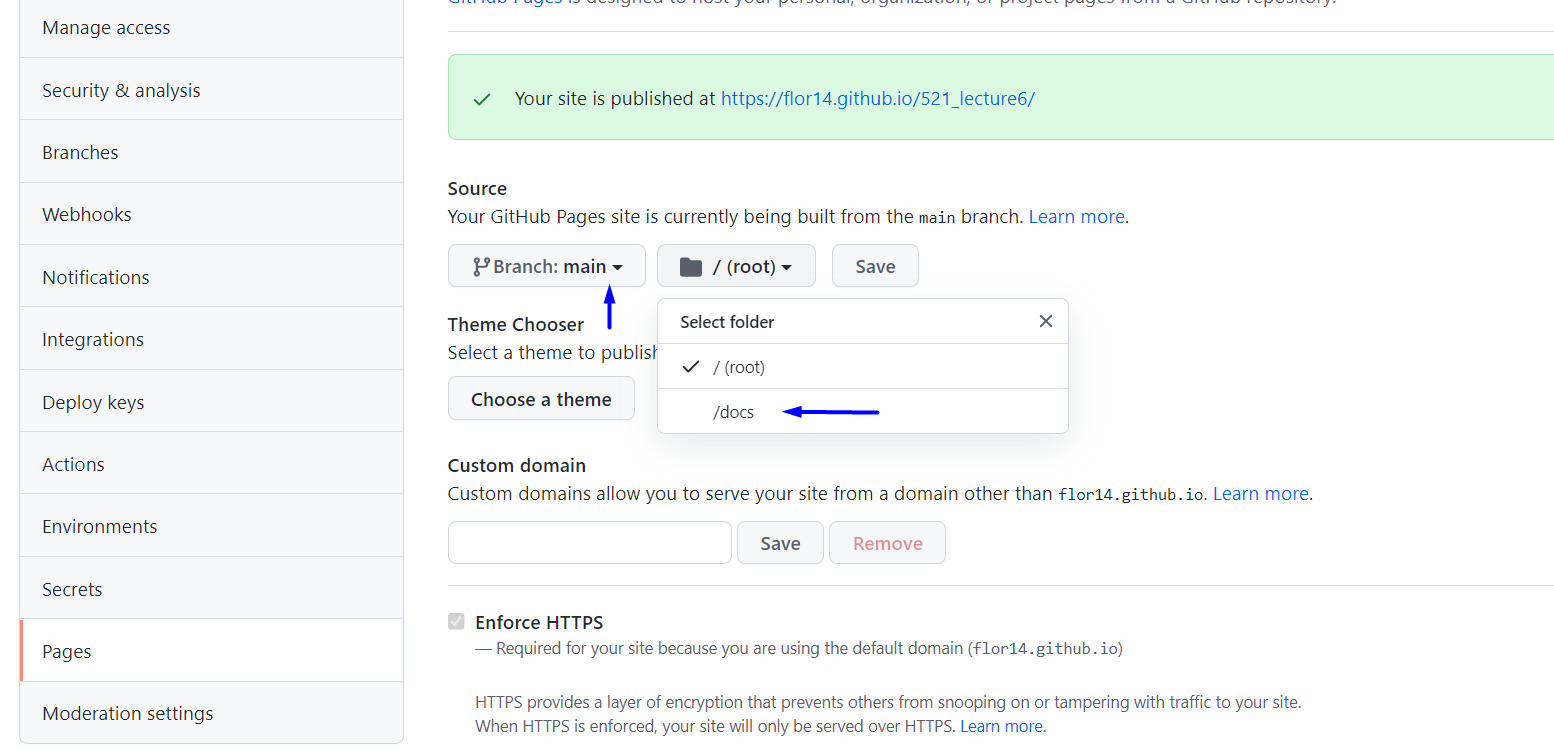 Manage access
Security & analysis
Branches
Webhooks
Notifications
Integrations
Deploy keys
Actions
Environments
Secrets
Pages
Moderation settings
GitHub Pages is designed to host your personal, organization, or project pages from a GitHub repository.
Your site is published at https://flor14.github.io/521_lecture6/
Source
Your GitHub Pages site is currently being built from the main branch. Learn more.
Branch: main
/ (root)
Save
Select folder
/ (root)
/docs
Theme Chooser
Select a theme to publish
Choose a theme
Custom domain
Custom domains allow you to serve your site from a domain other than flor14.github.io. Learn more.
Save
Remove
Enforce HTTPS
— Required for your site because you are using the default domain (flor14.github.io)
HTTPS provides a layer of encryption that prevents others from snooping on or tampering with traffic to your site.
When HTTPS is enforced, your site will only be served over HTTPS. Learn more.